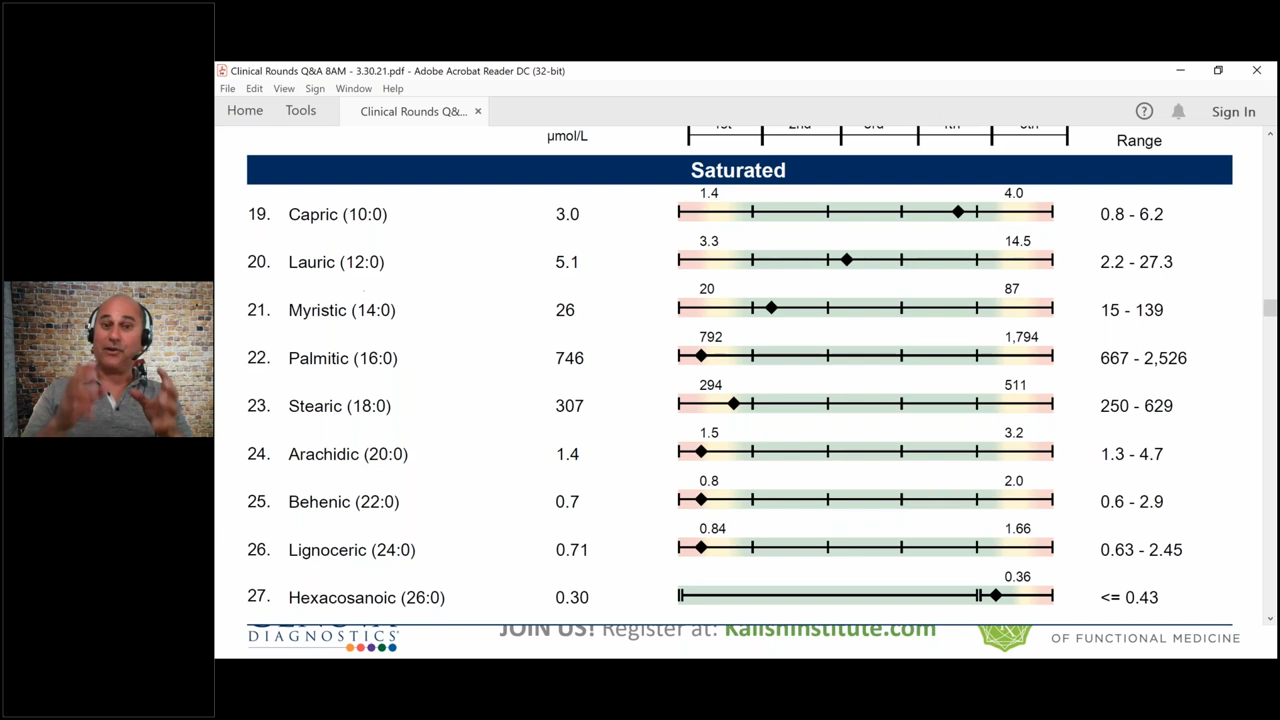 Clinical Rounds Q&A 8AM - 3.30.21.pdf - Adobe Acrobat Reader DC (32-bit)
File Edit View Sign Window Help
Home Tools Clinical Rounds Q&... × Sign In
µmol/L 1st 2nd 3rd 4th 5th Range
Saturated
1.4 4.0
19. Capric (10:0) 3.0 0.8 - 6.2
3.3 14.5
20. Lauric (12:0) 5.1 2.2 - 27.3
20 87
21. Myristic (14:0) 26 15 - 139
792 1,794
22. Palmitic (16:0) 746 667 - 2,526
294 511
23. Stearic (18:0) 307 250 - 629
1.5 3.2
24. Arachidic (20:0) 1.4 1.3 - 4.7
0.8 2.0
25. Behenic (22:0) 0.7 0.6 - 2.9
0.84 1.66
26. Lignoceric (24:0) 0.71 0.63 - 2.45
0.36
27. Hexacosanoic (26:0) 0.30 <= 0.43
JOIN US! Register at: KalishInstitute.com
DIAGNOSTICS OF FUNCTIONAL MEDICINE